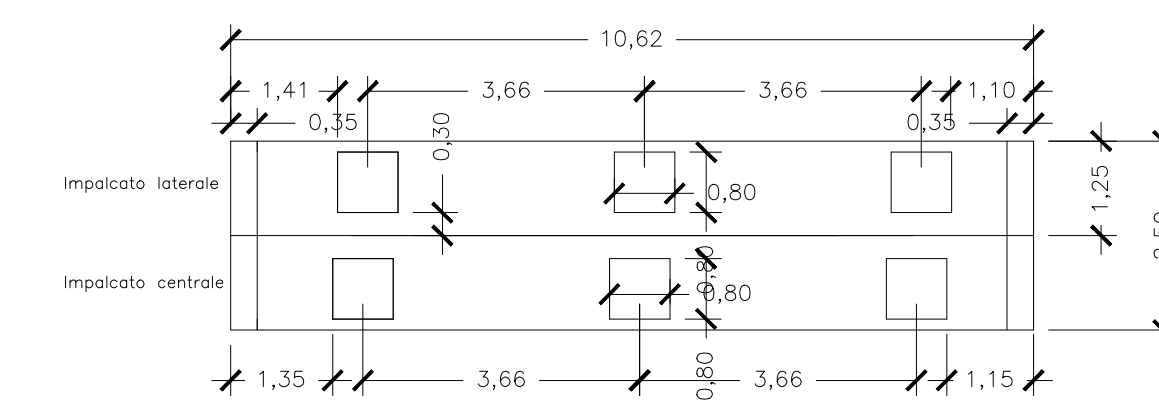 10,62
1,41 3,66 3,66 1,10
0,35 0,30 0,35
Impalcato laterale 0,80 1,25
Impalcato centrale 0,80 0,80
1,35 3,66 0,80 3,66 1,15